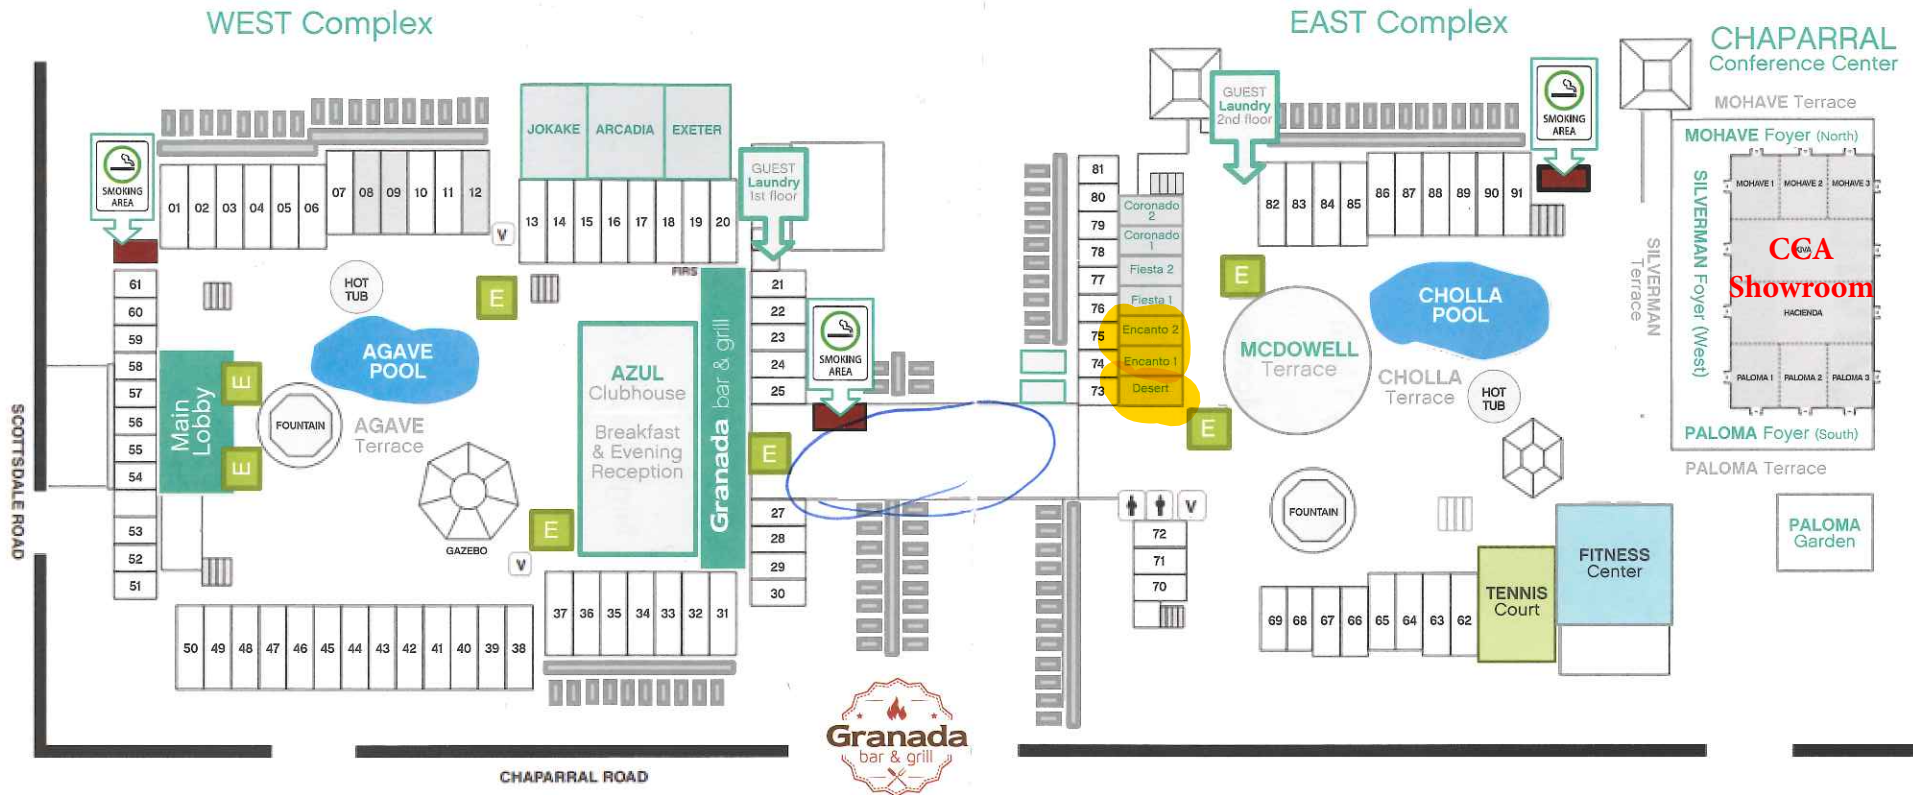 WEST Complex
EAST Complex
CHAPARRAL
Conference Center
MOHAVE Terrace
MOHAVE Foyer (North)
SILVERMAN Foyer (West)
SILVERMAN
Terrace
MOHAVE 1
MOHAVE 2
MOHAVE 3
CCA
Showroom
KIVA
HACIENDA
PALOMA 1
PALOMA 2
PALOMA 3
PALOMA Foyer (South)
PALOMA Terrace
PALOMA
Garden
SMOKING
AREA
01 02 03 04 05 06
07 08 09 10 11 12
V
JOKAKE
ARCADIA
EXETER
13 14 15 16 17 18 19 20
GUEST
Laundry
1st floor
FIRS
61
60
59
58
57
56
55
54
53
52
51
HOT
TUB
E
AGAVE
POOL
Main
Lobby
E
E
FOUNTAIN
AGAVE
Terrace
GAZEBO
E
V
AZUL
Clubhouse
Breakfast
& Evening
Reception
Granada bar & grill
21
22
23
24
25
SMOKING
AREA
E
27
28
29
30
37 36 35 34 33 32 31
50 49 48 47 46 45 44 43 42 41 40 39 38
SCOTTSDALE ROAD
CHAPARRAL ROAD
Granada
bar & grill
GUEST
Laundry
2nd floor
SMOKING
AREA
81
80
79
78
77
76
75
74
73
Coronado
2
Coronado
1
Fiesta 2
Fiesta 1
Encanto 2
Encanto 1
Desert
82 83 84 85
86 87 88 89 90 91
E
MCDOWELL
Terrace
CHOLLA
POOL
CHOLLA
Terrace
HOT
TUB
E
V
72
71
70
FOUNTAIN
69 68 67 66 65 64 63 62
TENNIS
Court
FITNESS
Center